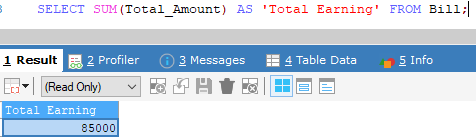 SELECT SUM(Total_Amount) AS 'Total Earning' FROM Bill;
1 Result 2 Profiler 3 Messages 4 Table Data 5 Info
(Read Only)
Total Earning
85000